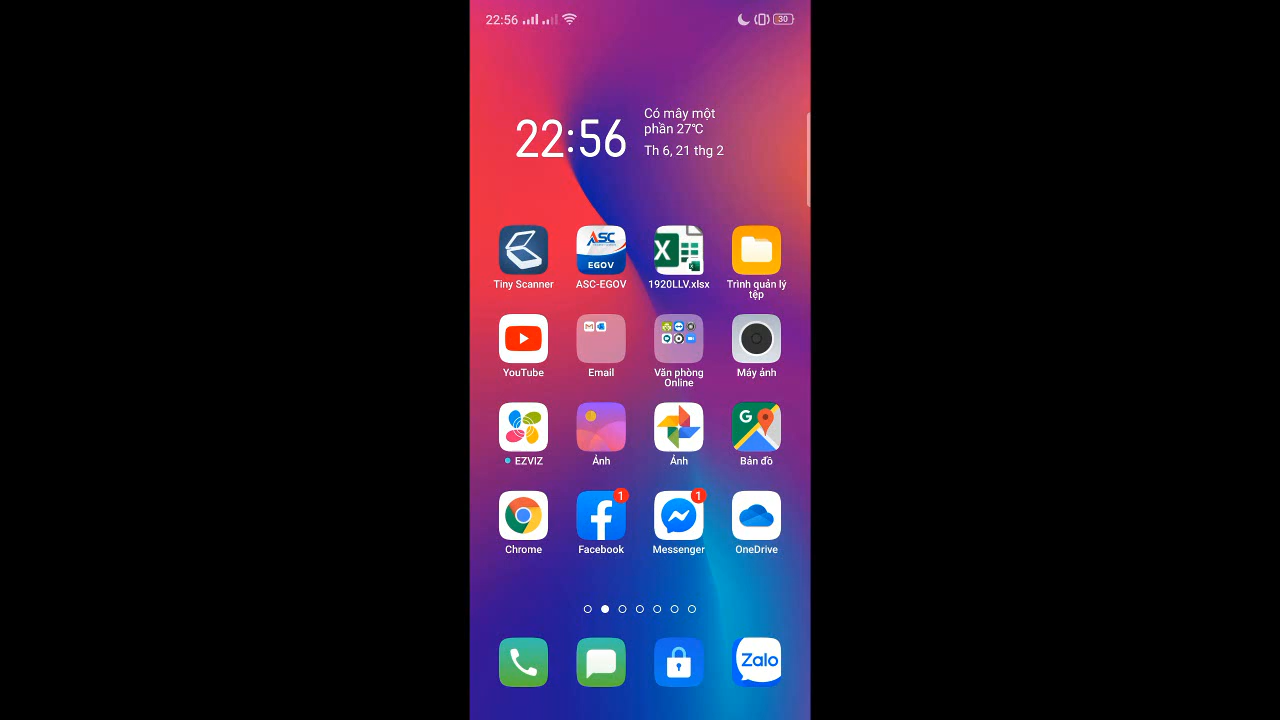 22:56
30
22:56
Có mây một
phần 27℃
Th 6, 21 thg 2
ASC
EGOV
X
Tiny Scanner
ASC-EGOV
1920LLV.xlsx
Trình quản lý
tệp
YouTube
Email
Văn phòng
Online
Máy ảnh
G
EZVIZ
Ảnh
Ảnh
Bản đồ
1
1
Chrome
Facebook
Messenger
OneDrive
Zalo